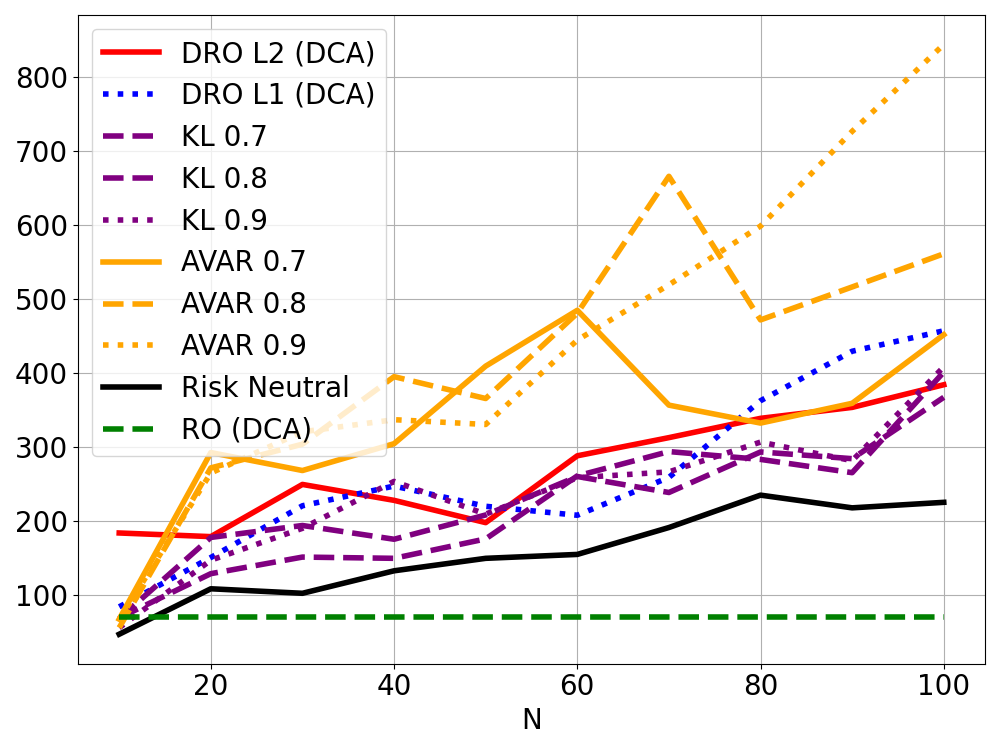 DRO L2 (DCA)
DRO L1 (DCA)
KL 0.7
KL 0.8
KL 0.9
AVAR 0.7
AVAR 0.8
AVAR 0.9
Risk Neutral
RO (DCA)
800
700
600
500
400
300
200
100
20 40 60 80 100
N